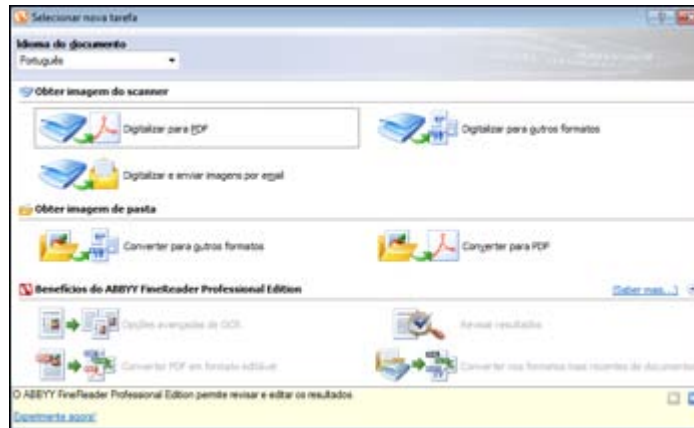 Selecionar nova tarefa
Idioma do documento
Português
Obter imagem do scanner
Digitalizar para PDF
Digitalizar para outros formatos
Digitalizar e enviar imagens por email
Obter imagem de pasta
Converter para outros formatos
Converter para PDF
Benefícios do ABBYY FineReader Professional Edition
(Saber mais...)
Opções avançadas de OCR
Revisar resultados
Converter PDF em formato editável
Converter nos formatos mais recentes de documentos
O ABBYY FineReader Professional Edition permite revisar e editar os resultados
Experimente agora!